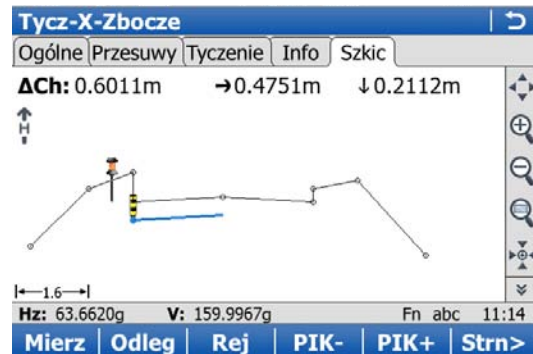 Tycz-X-Zbocze
Ogólne Przesuwy Tyczenie Info Szkic
ΔCh: 0.6011m →0.4751m ↓0.2112m
H
1.6
Hz: 63.6620g V: 159.9967g Fn abc 11:14
Mierz Odleg Rej PIK- PIK+ Strn>